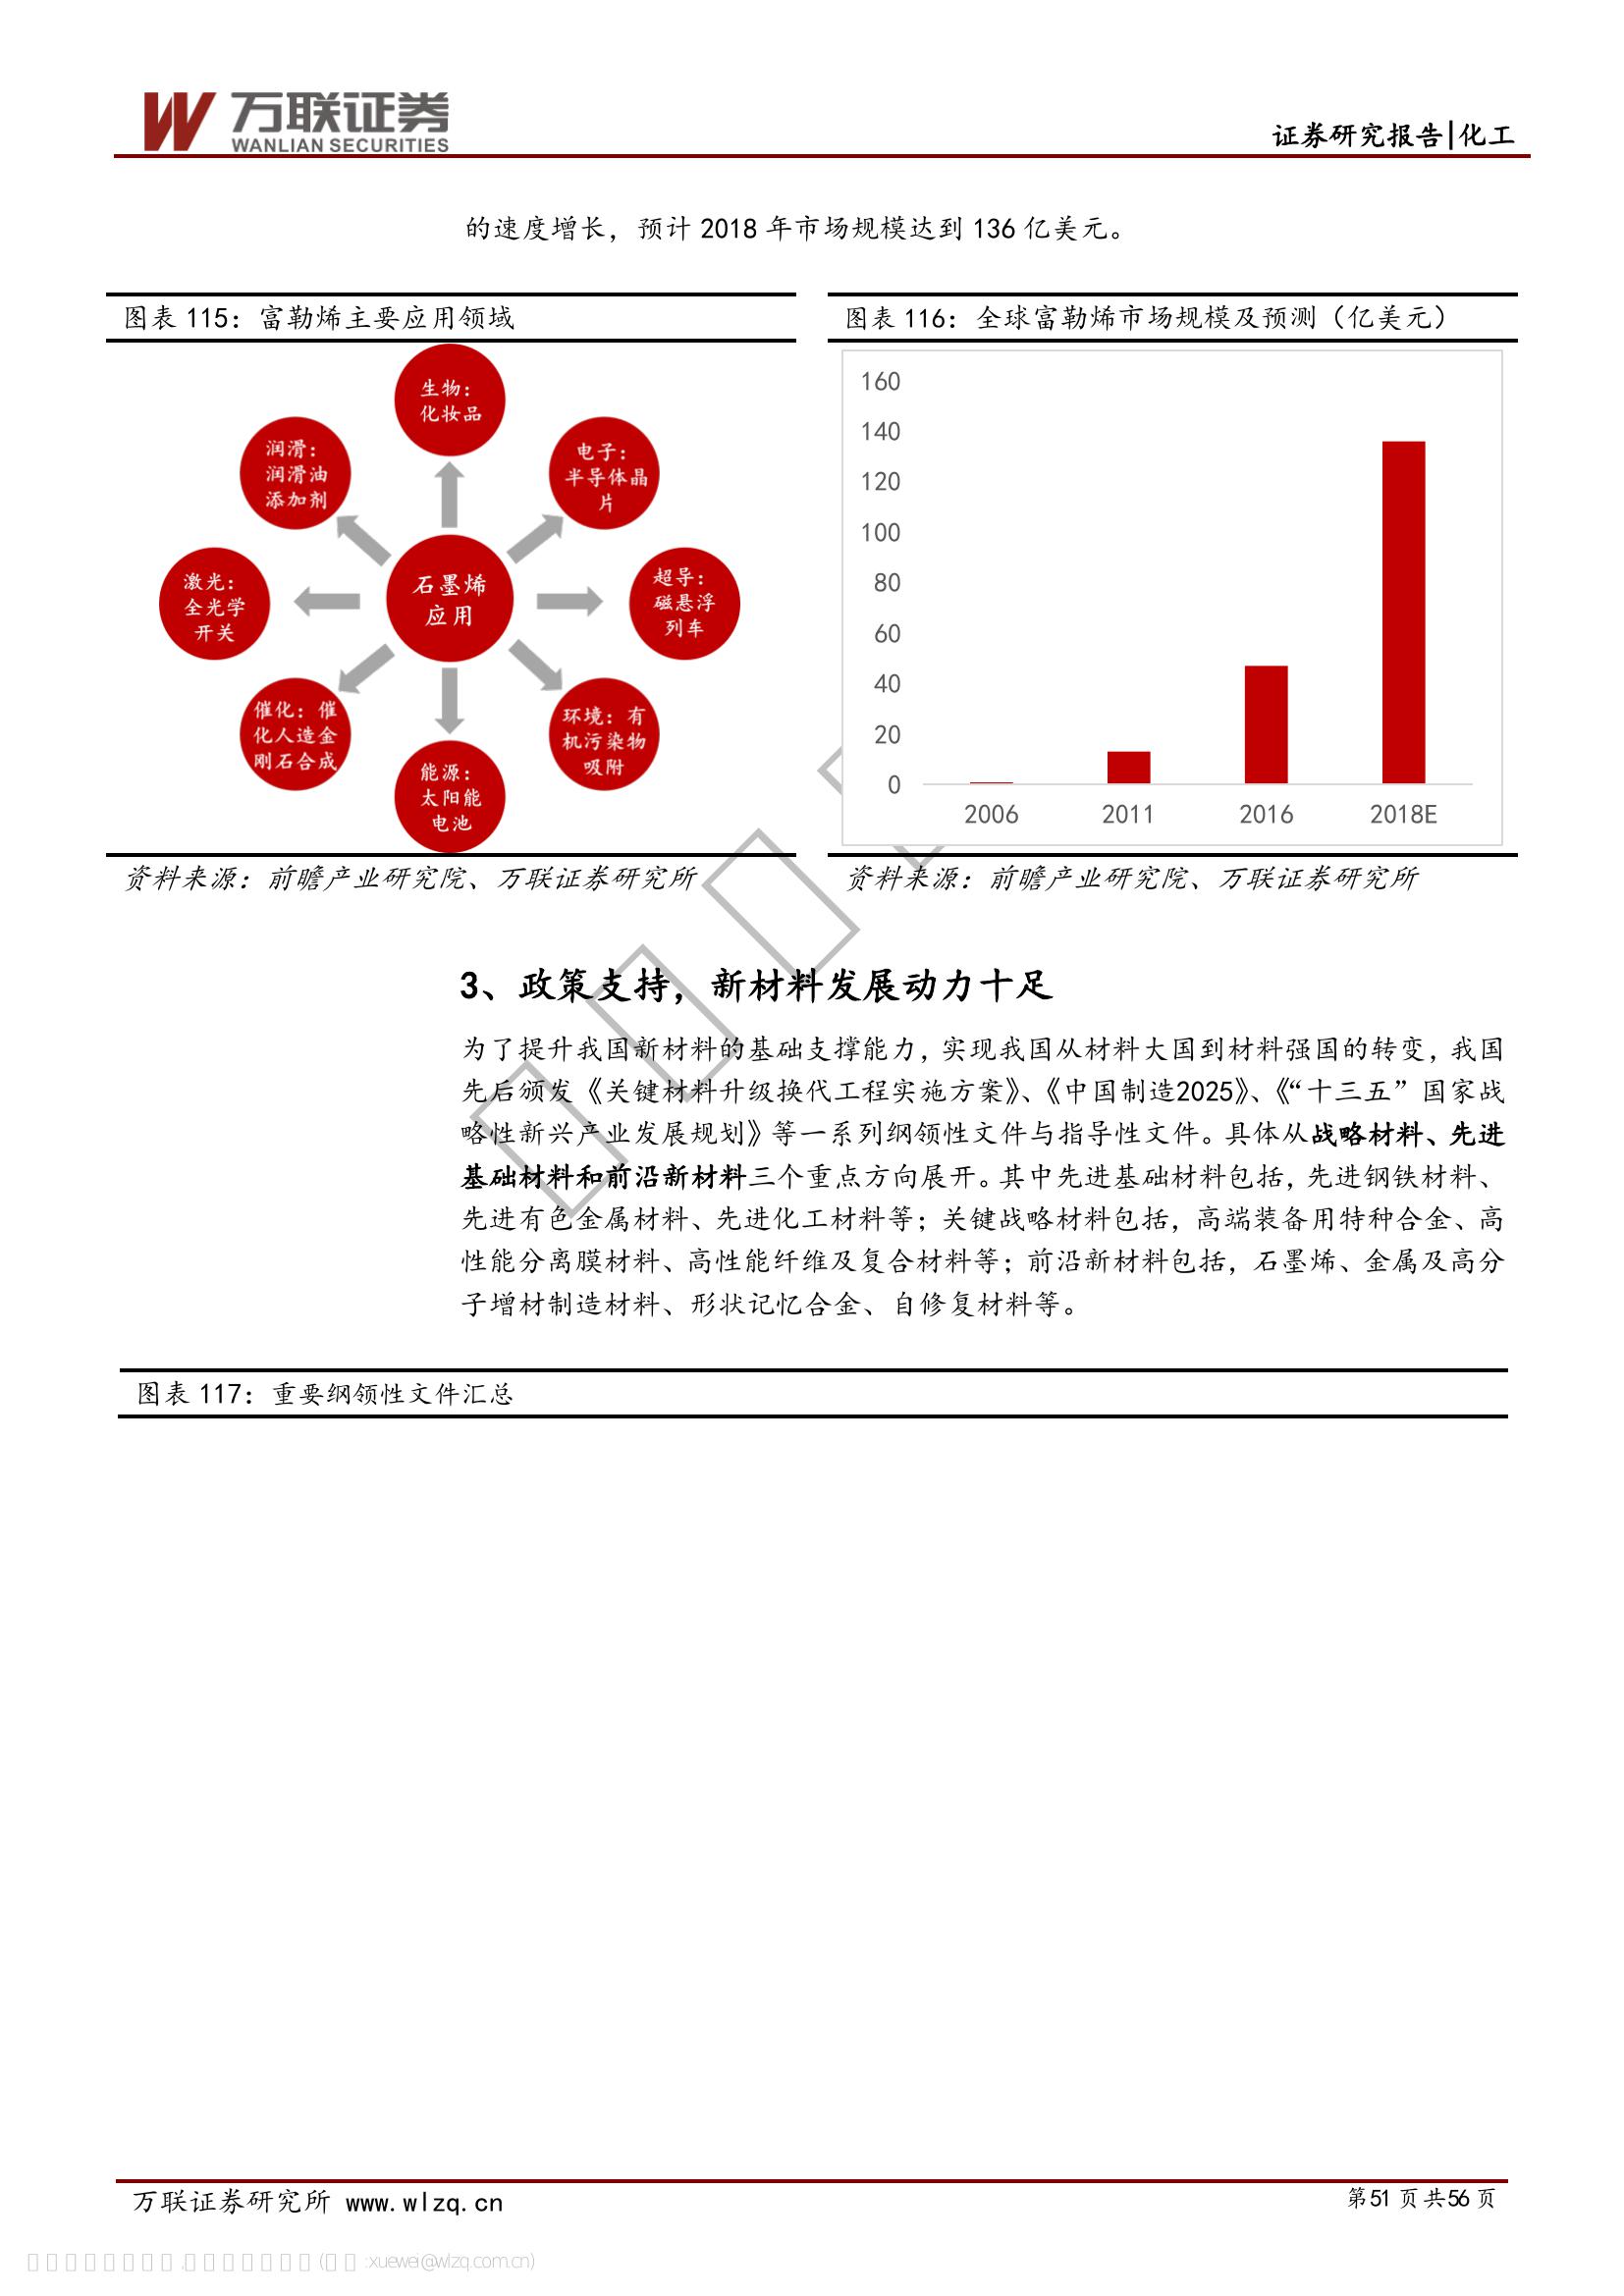 万联证券
WANLIAN SECURITIES
证券研究报告|化工
的速度增长，预计 2018 年市场规模达到 136 亿美元。
图表 115：富勒烯主要应用领域
生物：
化妆品
电子：
半导体晶
片
超导：
磁悬浮
列车
环境：有
机污染物
吸附
能源：
太阳能
电池
催化：催
化人造金
刚石合成
激光：
全光学
开关
润滑：
润滑油
添加剂
石墨烯
应用
资料来源：前瞻产业研究院、万联证券研究所
图表 116：全球富勒烯市场规模及预测（亿美元）
160
140
120
100
80
60
40
20
0
2006 2011 2016 2018E
资料来源：前瞻产业研究院、万联证券研究所
3、政策支持，新材料发展动力十足
为了提升我国新材料的基础支撑能力，实现我国从材料大国到材料强国的转变，我国
先后颁发《关键材料升级换代工程实施方案》、《中国制造2025》、《“十三五”国家战
略性新兴产业发展规划》等一系列纲领性文件与指导性文件。具体从战略材料、先进
基础材料和前沿新材料三个重点方向展开。其中先进基础材料包括，先进钢铁材料、
先进有色金属材料、先进化工材料等；关键战略材料包括，高端装备用特种合金、高
性能分离膜材料、高性能纤维及复合材料等；前沿新材料包括，石墨烯、金属及高分
子增材制造材料、形状记忆合金、自修复材料等。
图表 117：重要纲领性文件汇总
万联证券研究所 www.wlzq.cn
第51 页 共56 页
:xuewei@wlzq.com.cn)